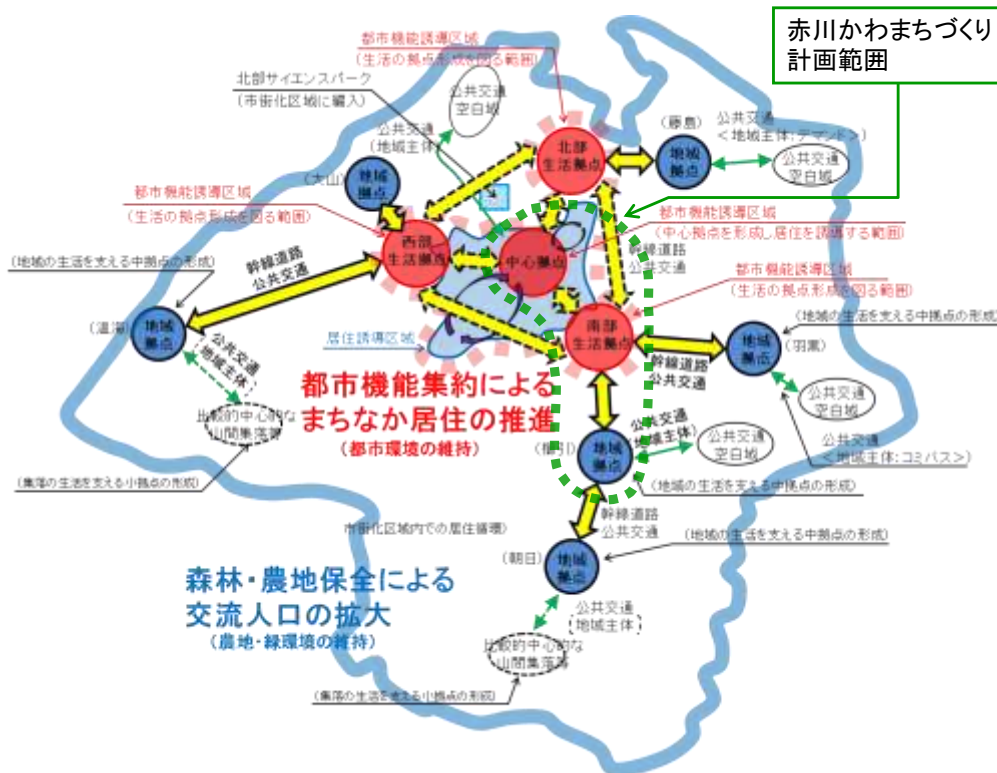 赤川かわまちづくり
計画範囲
都市機能誘導区域
(生活の拠点形成を図る範囲)
北部サイエンスパーク
(市街化区域に編入)
公共交通
空白域
公共交通
(地域主体)
北部
生活拠点
(藤島)
地域
拠点
公共交通
<地域主体:デマンド>
公共交通
空白域
(大山)
地域
拠点
都市機能誘導区域
(生活の拠点形成を図る範囲)
西部
生活拠点
中心拠点
都市機能誘導区域
(中心拠点を形成し居住を誘導する範囲)
幹線道路
公共交通
都市機能誘導区域
(生活の拠点形成を図る範囲)
(地域の生活を支える中拠点の形成)
幹線道路
公共交通
(温海)
地域
拠点
居住誘導区域
南部
生活拠点
幹線道路
公共交通
(地域の生活を支える中拠点の形成)
地域
拠点
(羽黒)
公共交通
地域主体
比較的中心的な
山間集落等
(集落の生活を支える小拠点の形成)
都市機能集約による
まちなか居住の推進
(都市環境の維持)
公共交通
空白域
公共交通
<地域主体:コミバス>
(櫛引)
地域
拠点
公共交通
(地域主体)
公共交通
空白域
(地域の生活を支える中拠点の形成)
市街化区域内での居住循環)
幹線道路
公共交通
(地域の生活を支える中拠点の形成)
(朝日)
地域
拠点
森林・農地保全による
交流人口の拡大
(農地・緑環境の維持)
公共交通
地域主体
比較的中心的な
山間集落等
(集落の生活を支える小拠点の形成)